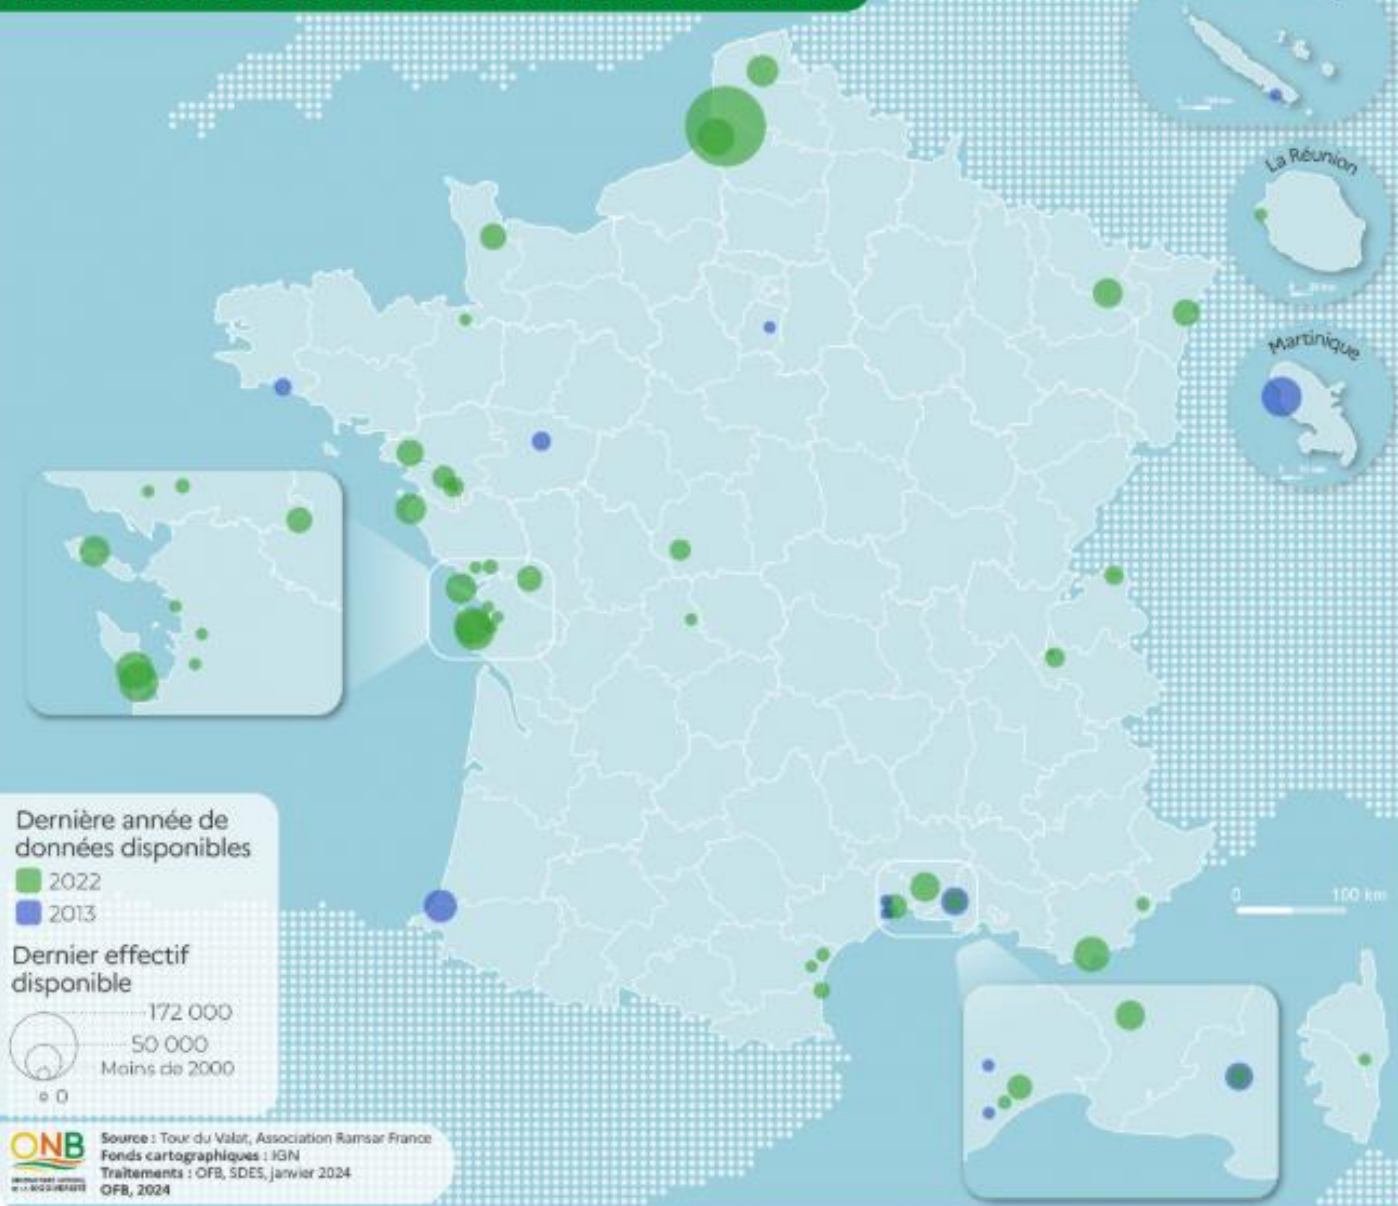 La Réunion
Martinique
Dernière année de
données disponibles
2022
2013
Dernier effectif
disponible
172 000
50 000
Moins de 2000
0
0 100 km
ONB
Source : Tour du Valat, Association Ramsar France
Fonds cartographiques : IGN
Traitements : OFB, SDES, janvier 2024
OFB, 2024